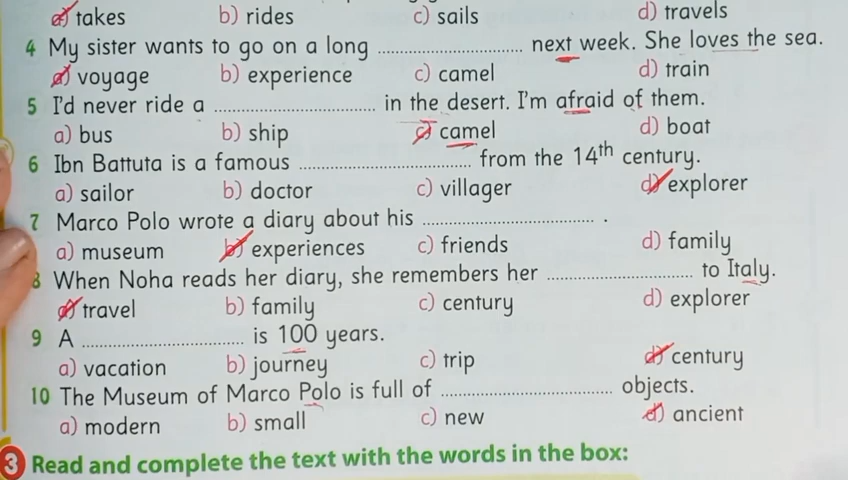 a) takes b) rides c) sails d) travels
4 My sister wants to go on a long ........................ next week. She loves the sea.
a) voyage b) experience c) camel d) train
5 I'd never ride a ........................ in the desert. I'm afraid of them.
a) bus b) ship c) camel d) boat
6 Ibn Battuta is a famous ........................ from the 14th century.
a) sailor b) doctor c) villager d) explorer
7 Marco Polo wrote a diary about his ........................ .
a) museum b) experiences c) friends d) family
8 When Noha reads her diary, she remembers her ........................ to Italy.
a) travel b) family c) century d) explorer
9 A ........................ is 100 years.
a) vacation b) journey c) trip d) century
10 The Museum of Marco Polo is full of ........................ objects.
a) modern b) small c) new d) ancient
3 Read and complete the text with the words in the box: